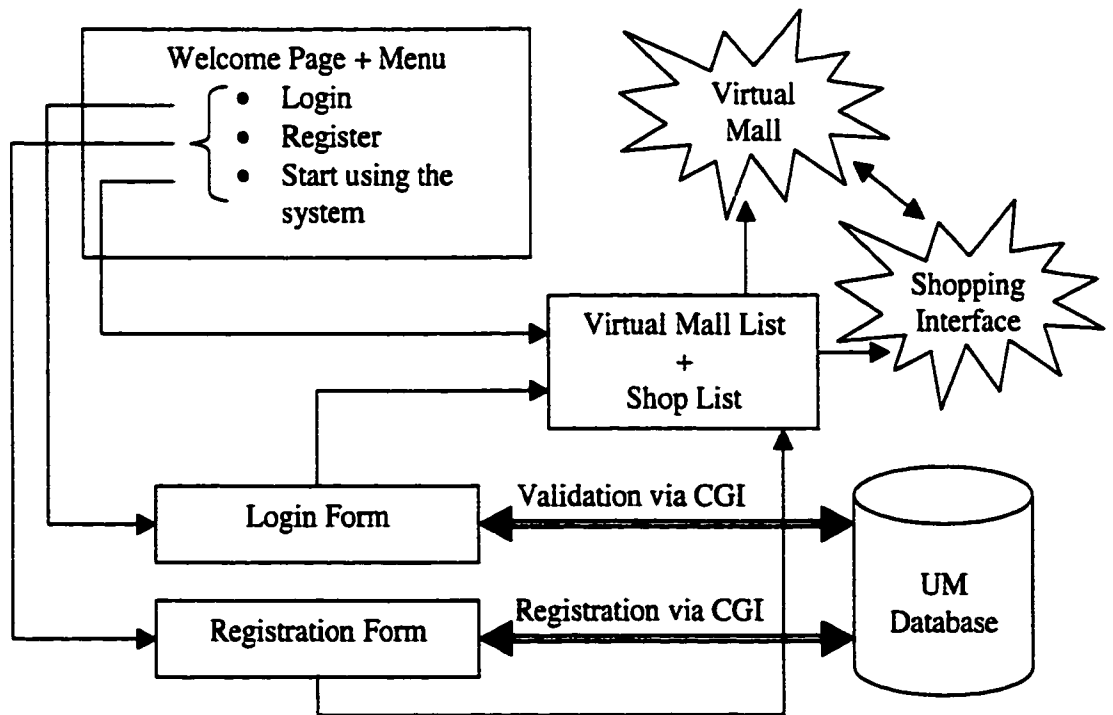 Welcome Page + Menu
• Login
• Register
• Start using the
system
Virtual
Mall
Shopping
Interface
Virtual Mall List
+
Shop List
Login Form
Validation via CGI
Registration Form
Registration via CGI
UM
Database